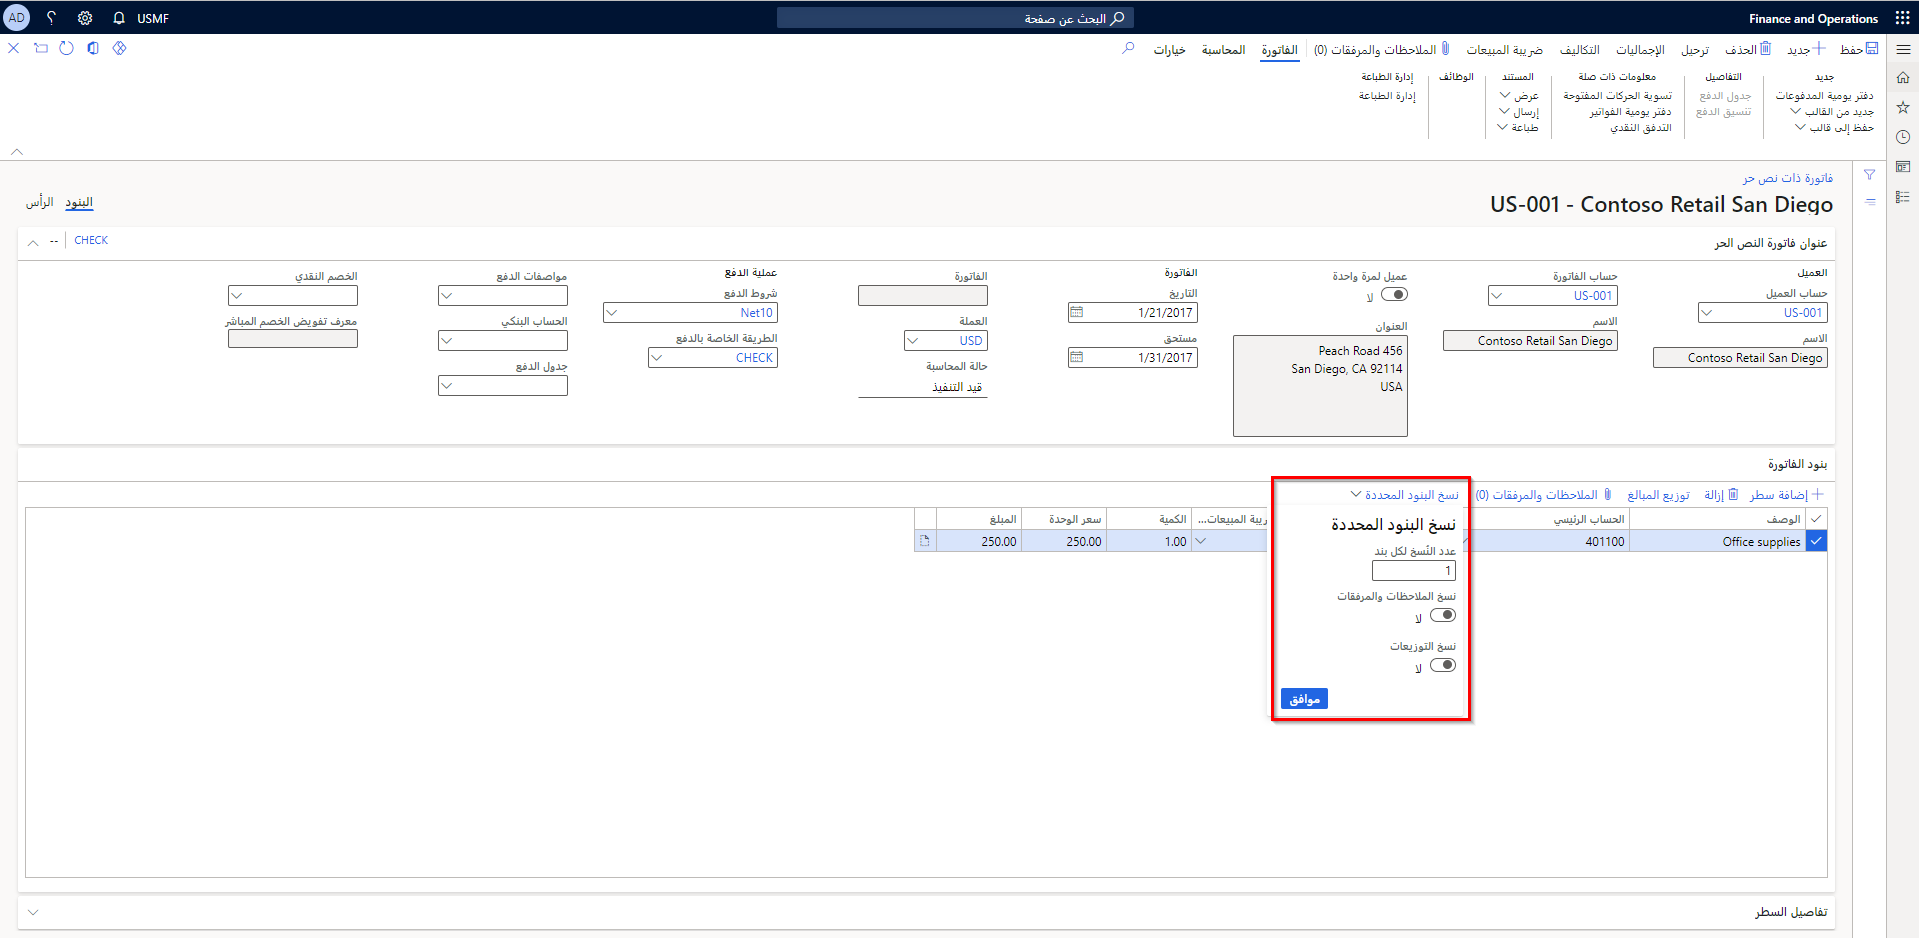 Finance and Operations
البحث عن صفحة
USMF
AD
حفظ
جديد
الحذف
ترحيل
الإجماليات
التكاليف
ضريبة المبيعات
الملاحظات والمرفقات (0)
الفاتورة
المحاسبة
خيارات
جديد
دفتر يومية المدفوعات
جديد من القالب
حفظ إلى قالب
التفاصيل
جدول الدفع
تنسيق الدفع
معلومات ذات صلة
تسوية الحركات المفتوحة
دفتر يومية الفواتير
التدفق النقدي
المستند
عرض
إرسال
طباعة
الوظائف
إدارة الطباعة
إدارة الطباعة
فاتورة ذات نص حر
US-001 - Contoso Retail San Diego
البنود
الرأس
عنوان فاتورة النص الحر
CHECK
--
العميل
حساب العميل
US-001
الاسم
Contoso Retail San Diego
حساب الفاتورة
US-001
الاسم
Contoso Retail San Diego
عميل لمرة واحدة
لا
العنوان
Peach Road 456
San Diego, CA 92114
USA
الفاتورة
التاريخ
1/21/2017
مستحق
1/31/2017
الفاتورة
العملة
USD
حالة المحاسبة
قيد التنفيذ
عملية الدفع
شروط الدفع
Net10
الطريقة الخاصة بالدفع
CHECK
مواصفات الدفع
الحساب البنكي
جدول الدفع
الخصم النقدي
معرف تفويض الخصم المباشر
بنود الفاتورة
إضافة سطر
إزالة
توزيع المبالغ
الملاحظات والمرفقات (0)
نسخ البنود المحددة
الوصف
الحساب الرئيسي
ريبة المبيعات...
الكمية
سعر الوحدة
المبلغ
Office supplies
401100
1.00
250.00
250.00
نسخ البنود المحددة
عدد النُسخ لكل بند
1
نسخ الملاحظات والمرفقات
لا
نسخ التوزيعات
لا
موافق
تفاصيل السطر